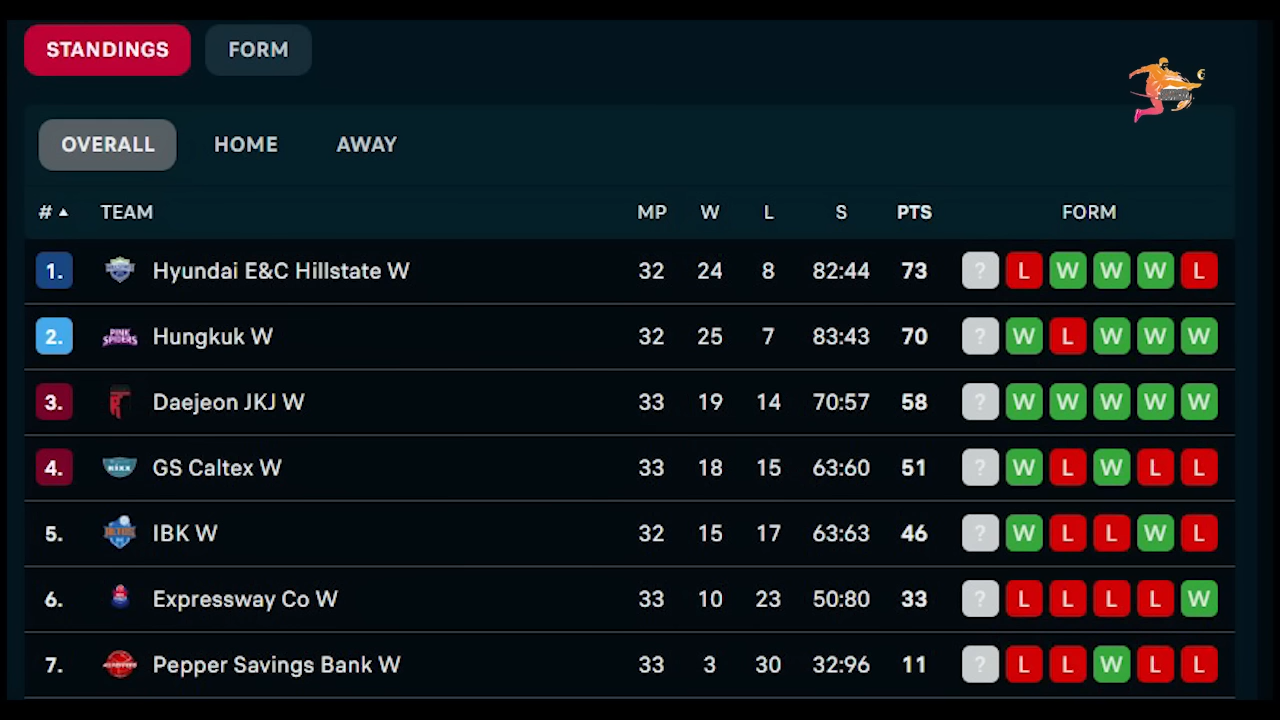 STANDINGS FORM
OVERALL HOME AWAY
# TEAM MP W L S PTS FORM
1. Hyundai E&C Hillstate W 32 24 8 82:44 73 ? L W W W L
2. PINK SPIDERS Hungkuk W 32 25 7 83:43 70 ? W L W W W
3. Daejeon JKJ W 33 19 14 70:57 58 ? W W W W W
4. GS Caltex W 33 18 15 63:60 51 ? W L W L L
5. IBK W 32 15 17 63:63 46 ? W L L W L
6. Expressway Co W 33 10 23 50:80 33 ? L L L L W
7. Pepper Savings Bank W 33 3 30 32:96 11 ? L L W L L